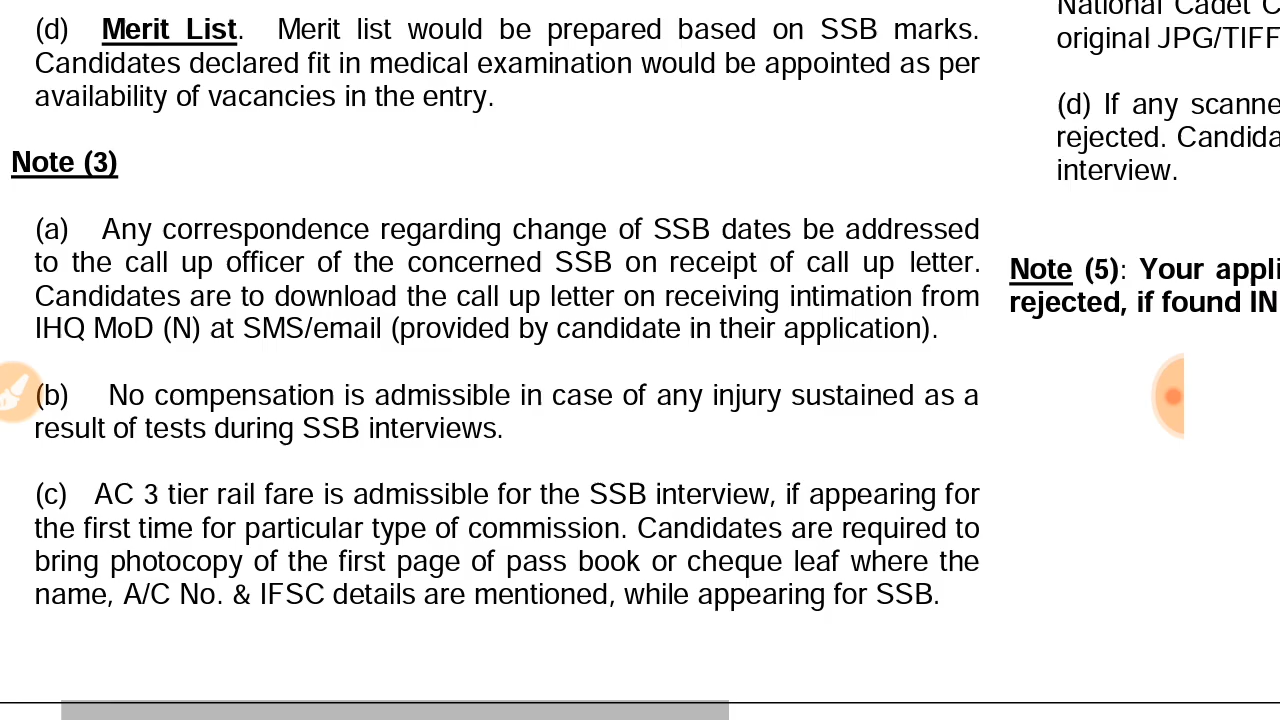 (d) Merit List. Merit list would be prepared based on SSB marks.
Candidates declared fit in medical examination would be appointed as per
availability of vacancies in the entry.
Note (3)
(a) Any correspondence regarding change of SSB dates be addressed
to the call up officer of the concerned SSB on receipt of call up letter.
Candidates are to download the call up letter on receiving intimation from
IHQ MoD (N) at SMS/email (provided by candidate in their application).
(b) No compensation is admissible in case of any injury sustained as a
result of tests during SSB interviews.
(c) AC 3 tier rail fare is admissible for the SSB interview, if appearing for
the first time for particular type of commission. Candidates are required to
bring photocopy of the first page of pass book or cheque leaf where the
name, A/C No. & IFSC details are mentioned, while appearing for SSB.
National Cadet C
original JPG/TIFF
(d) If any scanne
rejected. Candida
interview.
Note (5): Your appli
rejected, if found IN